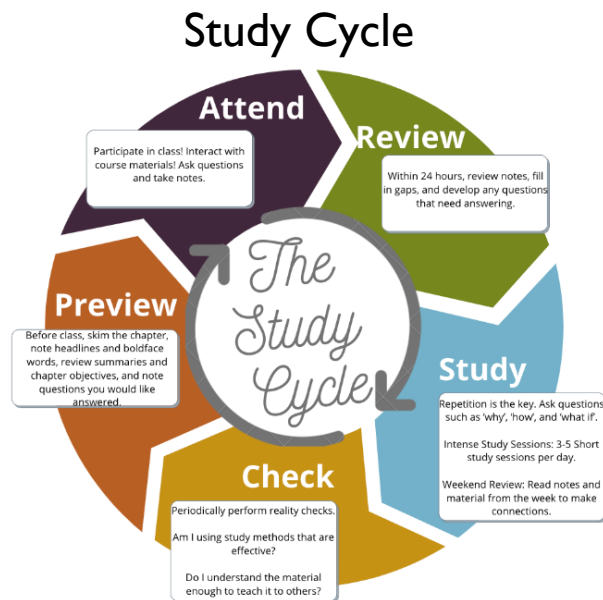 Study Cycle
Attend
Participate in class! Interact with
course materials! Ask questions
and take notes.
Review
Within 24 hours, review notes, fill
in gaps, and develop any questions
that need answering.
Study
Repetition is the key. Ask questions
such as 'why', 'how', and 'what if'.
Intense Study Sessions: 3-5 Short
study sessions per day.
Weekend Review: Read notes and
material from the week to make
connections.
Check
Periodically perform reality checks.
Am I using study methods that are
effective?
Do I understand the material
enough to teach it to others?
Preview
Before class, skim the chapter,
note headlines and boldface
words, review summaries and
chapter objectives, and note
questions you would like
answered.
The
Study
Cycle